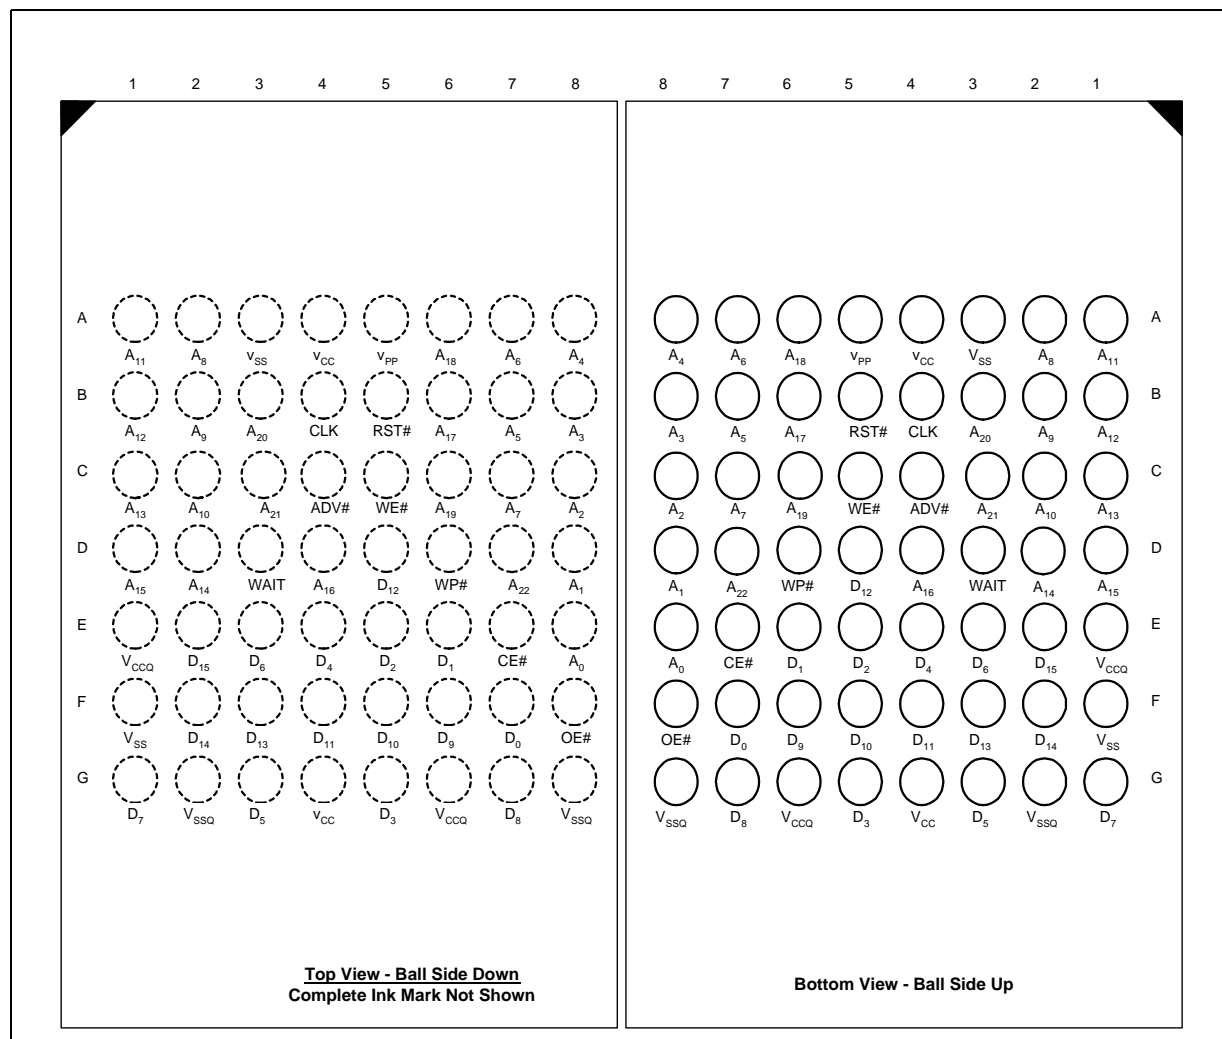 1 2 3 4 5 6 7 8 8 7 6 5 4 3 2 1
A A
A11 A8 vSS vCC vPP A18 A6 A4 A4 A6 A18 vPP vCC VSS A8 A11
B B
A12 A9 A20 CLK RST# A17 A5 A3 A3 A5 A17 RST# CLK A20 A9 A12
C C
A13 A10 A21 ADV# WE# A19 A7 A2 A2 A7 A19 WE# ADV# A21 A10 A13
D D
A15 A14 WAIT A16 D12 WP# A22 A1 A1 A22 WP# D12 A16 WAIT A14 A15
E E
VCCQ D15 D6 D4 D2 D1 CE# A0 A0 CE# D1 D2 D4 D6 D15 VCCQ
F F
VSS D14 D13 D11 D10 D9 D0 OE# OE# D0 D9 D10 D11 D13 D14 VSS
G G
D7 VSSQ D5 vCC D3 VCCQ D8 VSSQ VSSQ D8 VCCQ D3 VCC D5 VSSQ D7
Top View - Ball Side Down
Complete Ink Mark Not Shown
Bottom View - Ball Side Up